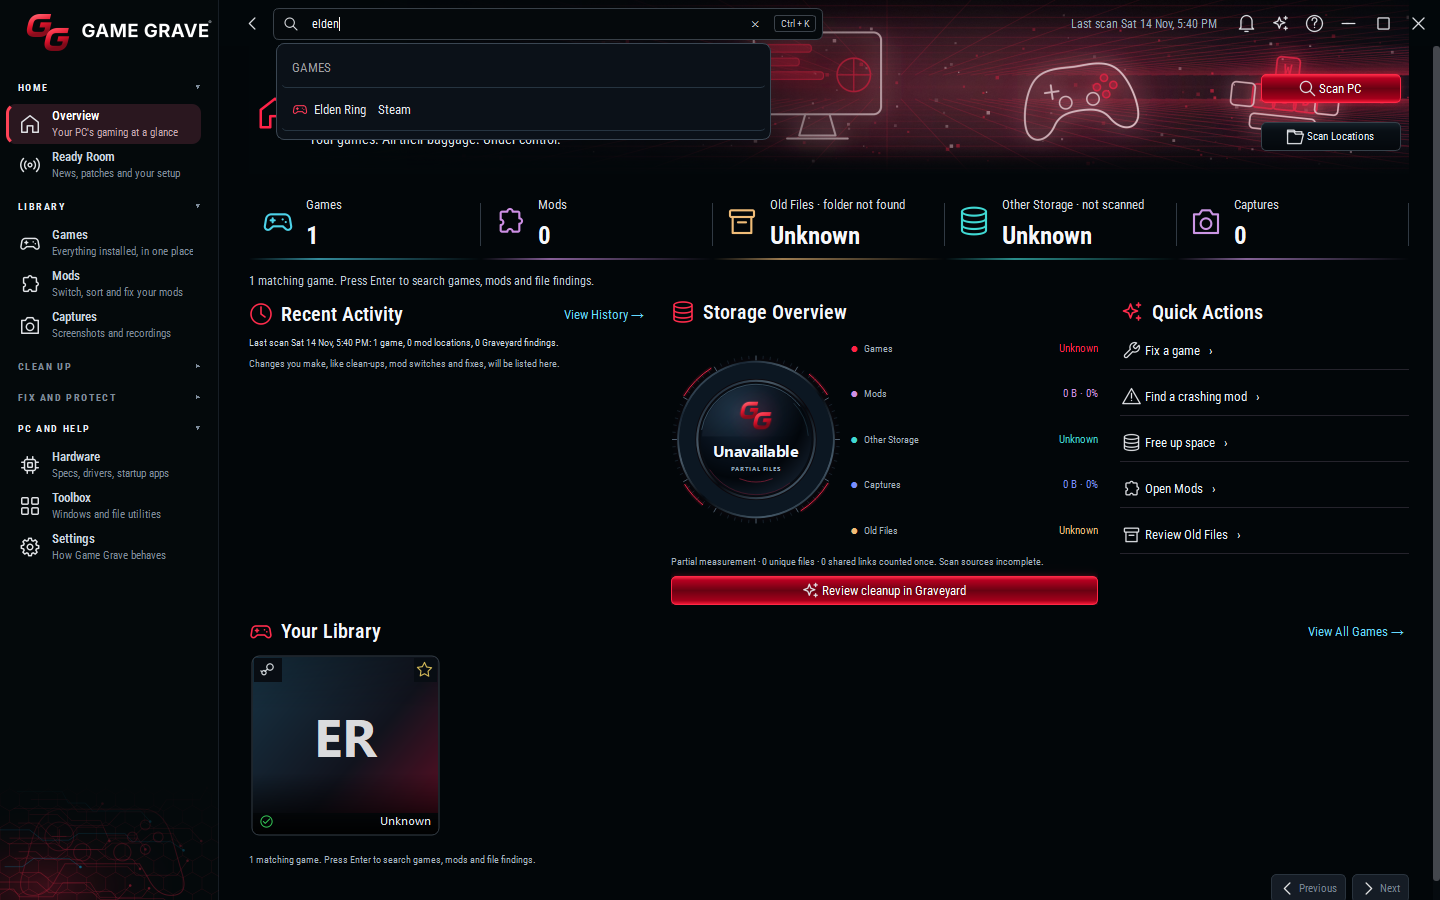 GAME GRAVE
elden
Ctrl + K
Last scan Sat 14 Nov, 5:40 PM
GAMES
Elden Ring Steam
Your games. All their baggage. Under control.
Scan PC
Scan Locations
HOME
Overview
Your PC's gaming at a glance
Ready Room
News, patches and your setup
LIBRARY
Games
Everything installed, in one place
Mods
Switch, sort and fix your mods
Captures
Screenshots and recordings
CLEAN UP
FIX AND PROTECT
PC AND HELP
Hardware
Specs, drivers, startup apps
Toolbox
Windows and file utilities
Settings
How Game Grave behaves
Games
1
Mods
0
Old Files · folder not found
Unknown
Other Storage · not scanned
Unknown
Captures
0
1 matching game. Press Enter to search games, mods and file findings.
Recent Activity
View History →
Last scan Sat 14 Nov, 5:40 PM: 1 game, 0 mod locations, 0 Graveyard findings.
Changes you make, like clean-ups, mod switches and fixes, will be listed here.
Storage Overview
GG
Unavailable
PARTIAL FILES
Games Unknown
Mods 0 B · 0%
Other Storage Unknown
Captures 0 B · 0%
Old Files Unknown
Partial measurement · 0 unique files · 0 shared links counted once. Scan sources incomplete.
Review cleanup in Graveyard
Quick Actions
Fix a game ›
Find a crashing mod ›
Free up space ›
Open Mods ›
Review Old Files ›
Your Library
View All Games →
ER
Unknown
1 matching game. Press Enter to search games, mods and file findings.
Previous
Next